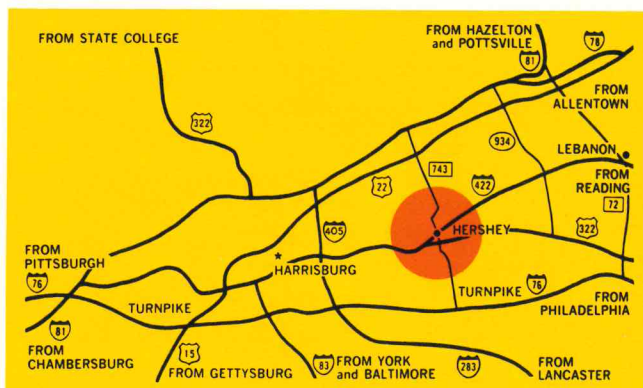 FROM STATE COLLEGE
FROM HAZELTON
and POTTSVILLE
78
81
FROM
ALLENTOWN
322
934
LEBANON
743
22
422
FROM
READING
72
405
HERSHEY
322
FROM
PITTSBURGH
HARRISBURG
76
TURNPIKE
TURNPIKE
76
FROM
PHILADELPHIA
81
FROM
CHAMBERSBURG
15
FROM GETTYSBURG
83
FROM YORK
and BALTIMORE
283
FROM
LANCASTER